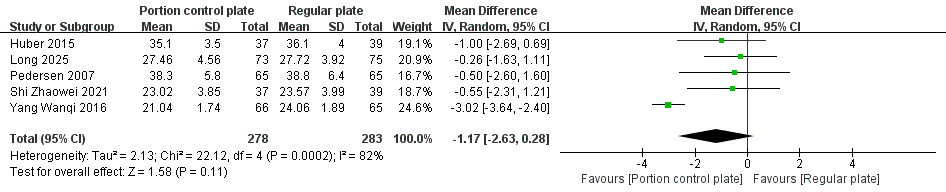 Portion control plate Regular plate Mean Difference Mean Difference
Study or Subgroup Mean SD Total Mean SD Total Weight IV, Random, 95% CI IV, Random, 95% CI
Huber 2015 35.1 3.5 37 36.1 4 39 19.1% -1.00 [-2.69, 0.69]
Long 2025 27.46 4.56 73 27.72 3.92 75 20.9% -0.26 [-1.63, 1.11]
Pedersen 2007 38.3 5.8 65 38.8 6.4 65 16.8% -0.50 [-2.60, 1.60]
Shi Zhaowei 2021 23.02 3.85 37 23.57 3.99 39 18.6% -0.55 [-2.31, 1.21]
Yang Wanqi 2016 21.04 1.74 66 24.06 1.89 65 24.6% -3.02 [-3.64, -2.40]
Total (95% CI) 278 283 100.0% -1.17 [-2.63, 0.28]
Heterogeneity: Tau² = 2.13; Chi² = 22.12, df = 4 (P = 0.0002); I² = 82%
Test for overall effect: Z = 1.58 (P = 0.11)
-4 -2 0 2 4
Favours [Portion control plate] Favours [Regular plate]